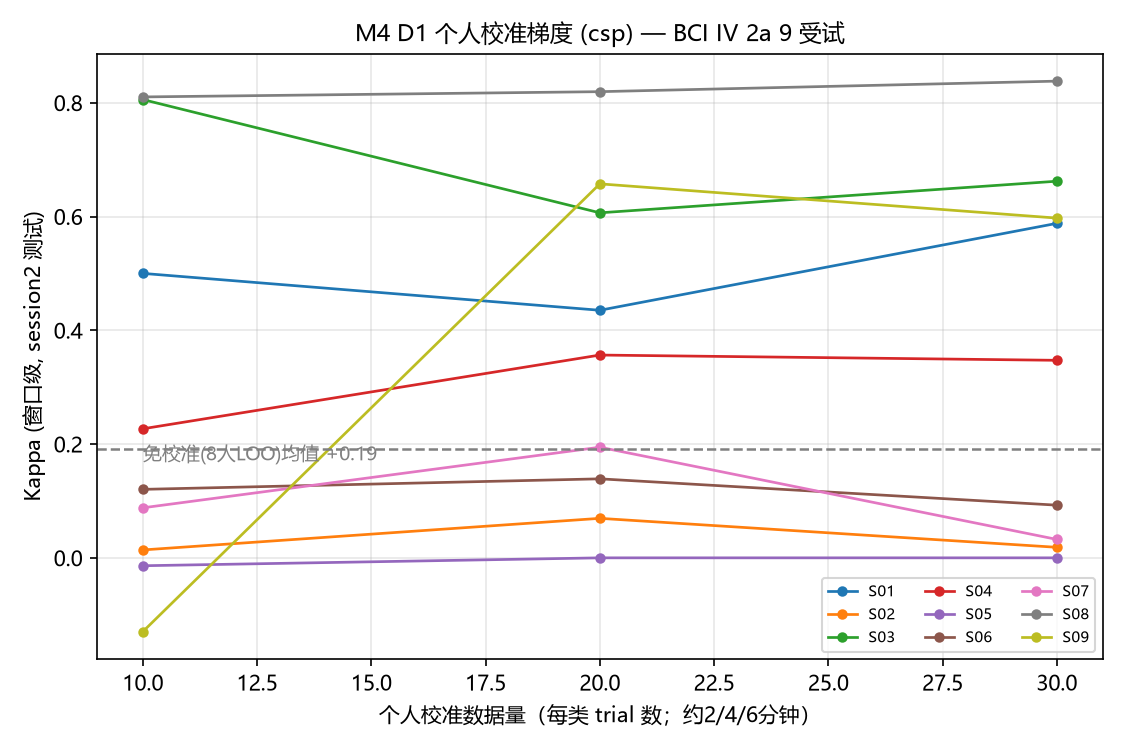 M4 D1 个人校准梯度 (csp) — BCI IV 2a 9 受试
Kappa (窗口级, session2 测试)
0.8
0.6
0.4
0.2
0.0
免校准(8人LOO)均值 +0.19
S01
S02
S03
S04
S05
S06
S07
S08
S09
10.0
12.5
15.0
17.5
20.0
22.5
25.0
27.5
30.0
个人校准数据量（每类 trial 数；约2/4/6分钟）